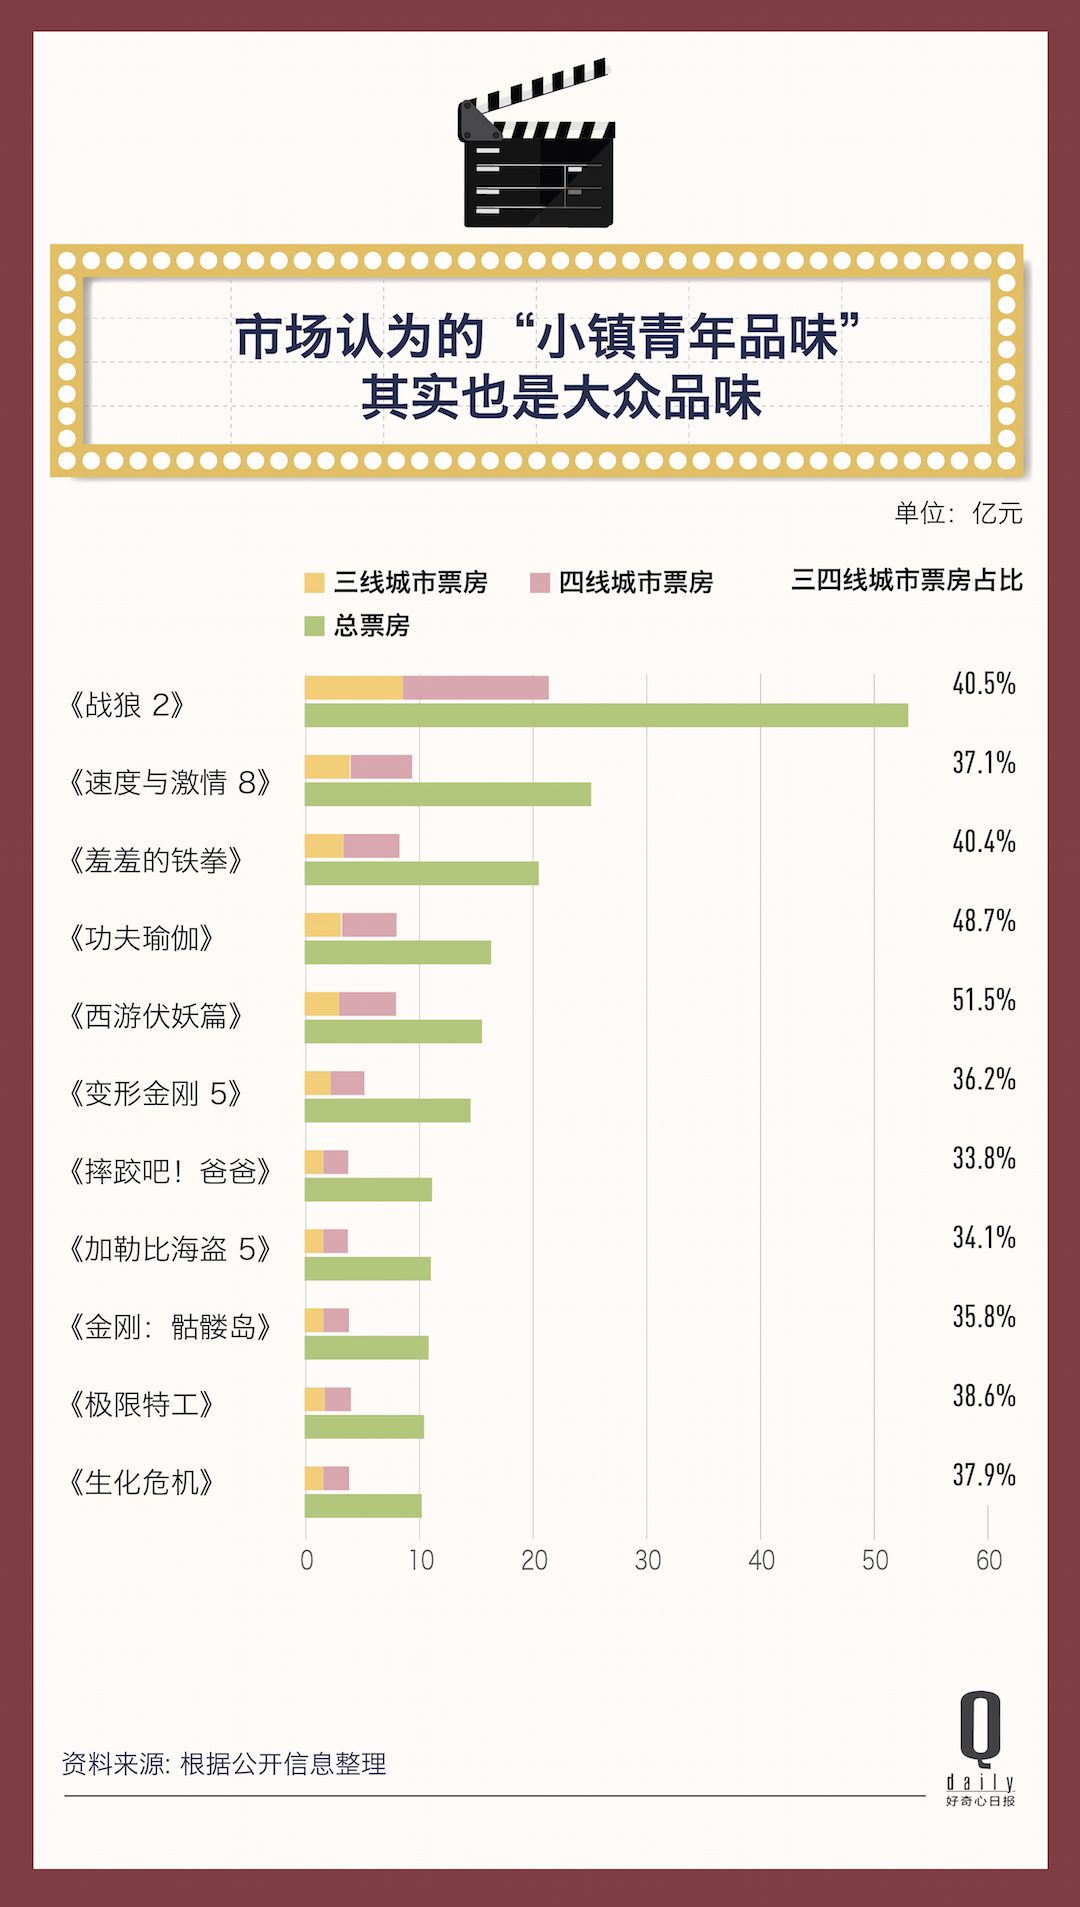 市场认为的“小镇青年品味”
其实也是大众品味
单位：亿元
三线城市票房 四线城市票房 三四线城市票房占比
总票房
《战狼 2》 40.5%
《速度与激情 8》 37.1%
《羞羞的铁拳》 40.4%
《功夫瑜伽》 48.7%
《西游伏妖篇》 51.5%
《变形金刚 5》 36.2%
《摔跤吧！爸爸》 33.8%
《加勒比海盗 5》 34.1%
《金刚：骷髅岛》 35.8%
《极限特工》 38.6%
《生化危机》 37.9%
0 10 20 30 40 50 60
资料来源: 根据公开信息整理
Q
daily
好奇心日报